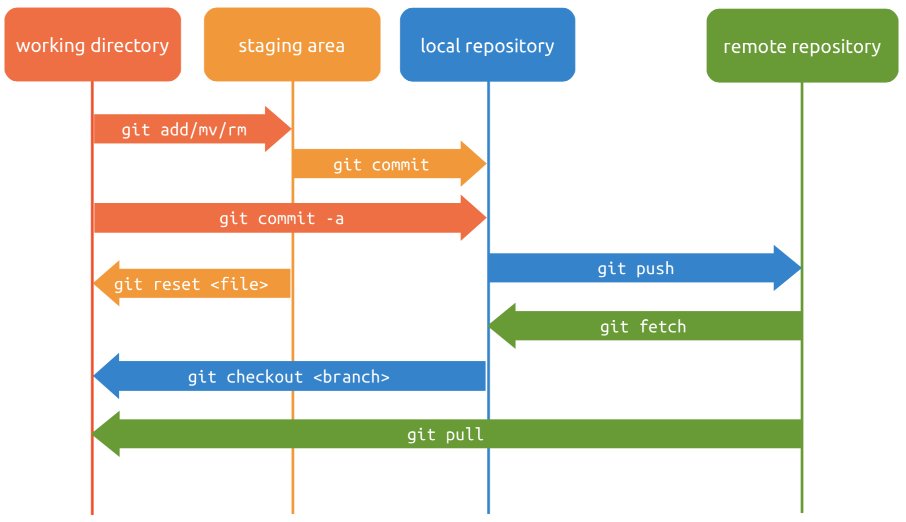 working directory
staging area
local repository
remote repository
git add/mv/rm
git commit
git commit -a
git push
git reset <file>
git fetch
git checkout <branch>
git pull